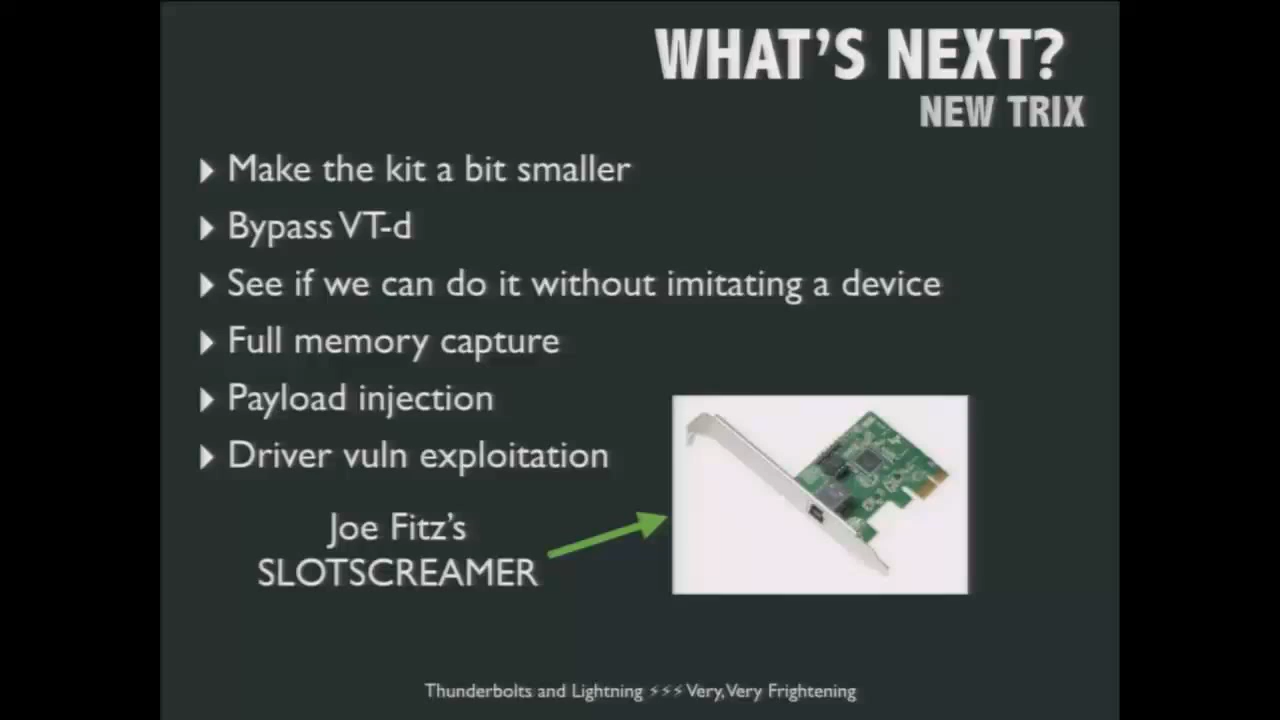 WHAT'S NEXT?
NEW TRIX
Make the kit a bit smaller
Bypass VT-d
See if we can do it without imitating a device
Full memory capture
Payload injection
Driver vuln exploitation
Joe Fitz's
SLOTSCREAMER
Thunderbolts and Lightning ⚡⚡⚡ Very, Very Frightening